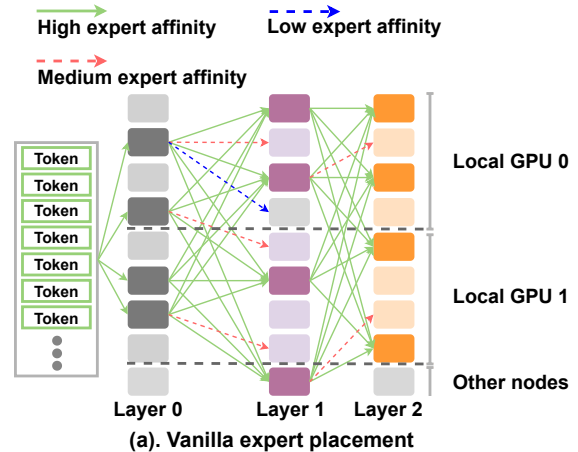 High expert affinity
Low expert affinity
Medium expert affinity
Token
Token
Token
Token
Token
Token
Token
Local GPU 0
Local GPU 1
Other nodes
Layer 0
Layer 1
Layer 2
(a). Vanilla expert placement